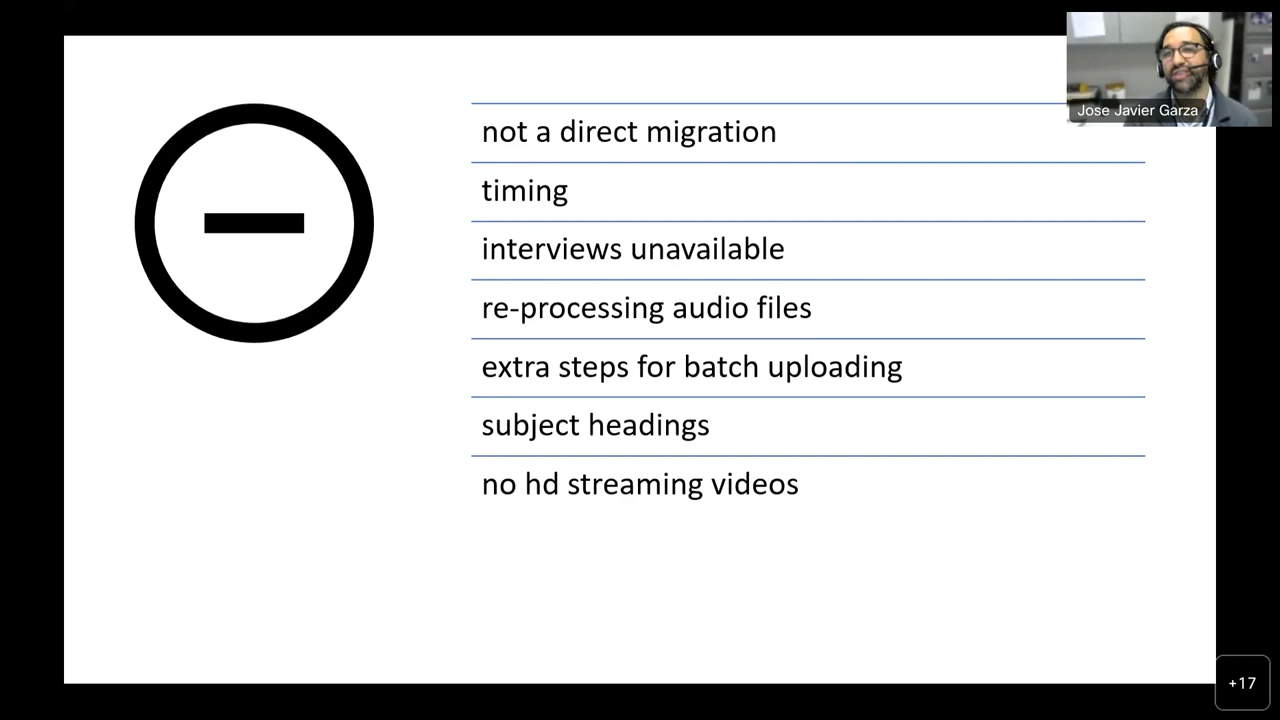 Jose Javier Garza
not a direct migration
timing
interviews unavailable
re-processing audio files
extra steps for batch uploading
subject headings
no hd streaming videos
+17